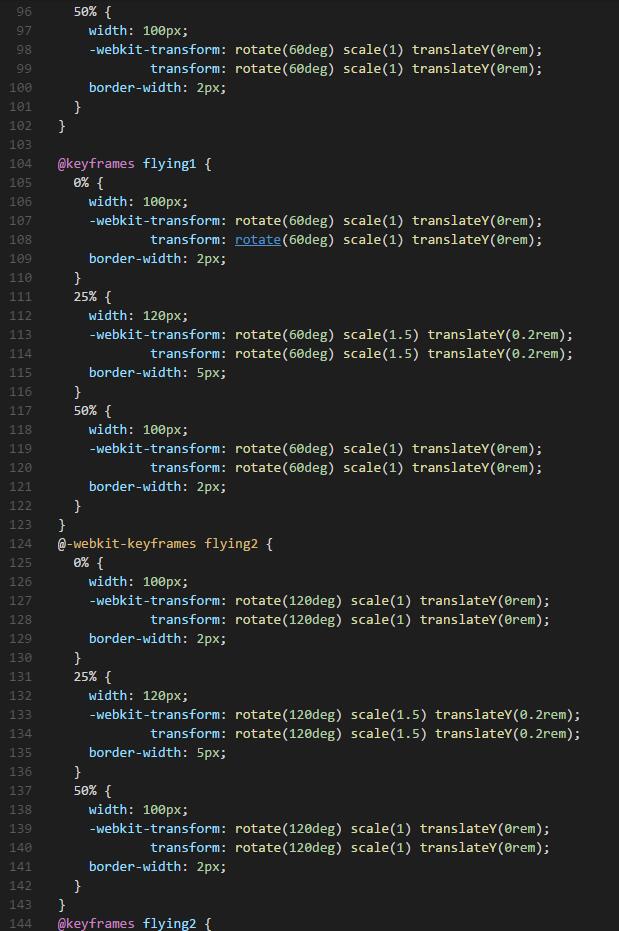 96 50% {
97 width: 100px;
98 -webkit-transform: rotate(60deg) scale(1) translateY(0rem);
99 transform: rotate(60deg) scale(1) translateY(0rem);
100 border-width: 2px;
101 }
102 }
103
104 @keyframes flying1 {
105 0% {
106 width: 100px;
107 -webkit-transform: rotate(60deg) scale(1) translateY(0rem);
108 transform: rotate(60deg) scale(1) translateY(0rem);
109 border-width: 2px;
110 }
111 25% {
112 width: 120px;
113 -webkit-transform: rotate(60deg) scale(1.5) translateY(0.2rem);
114 transform: rotate(60deg) scale(1.5) translateY(0.2rem);
115 border-width: 5px;
116 }
117 50% {
118 width: 100px;
119 -webkit-transform: rotate(60deg) scale(1) translateY(0rem);
120 transform: rotate(60deg) scale(1) translateY(0rem);
121 border-width: 2px;
122 }
123 }
124 @-webkit-keyframes flying2 {
125 0% {
126 width: 100px;
127 -webkit-transform: rotate(120deg) scale(1) translateY(0rem);
128 transform: rotate(120deg) scale(1) translateY(0rem);
129 border-width: 2px;
130 }
131 25% {
132 width: 120px;
133 -webkit-transform: rotate(120deg) scale(1.5) translateY(0.2rem);
134 transform: rotate(120deg) scale(1.5) translateY(0.2rem);
135 border-width: 5px;
136 }
137 50% {
138 width: 100px;
139 -webkit-transform: rotate(120deg) scale(1) translateY(0rem);
140 transform: rotate(120deg) scale(1) translateY(0rem);
141 border-width: 2px;
142 }
143 }
144 @keyframes flying2 {